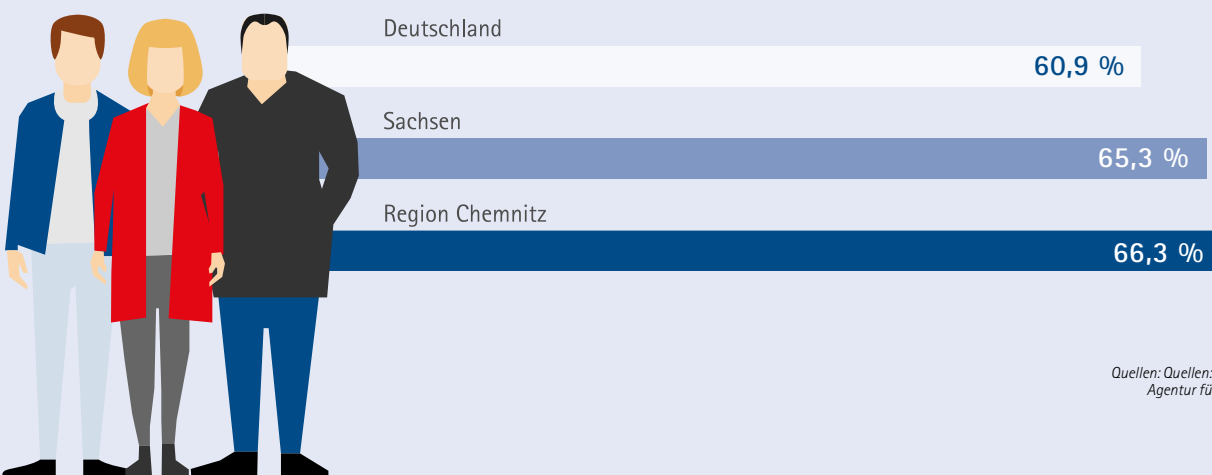 Deutschland
60,9 %
Sachsen
65,3 %
Region Chemnitz
66,3 %
Quellen: Quellen:
Agentur fü